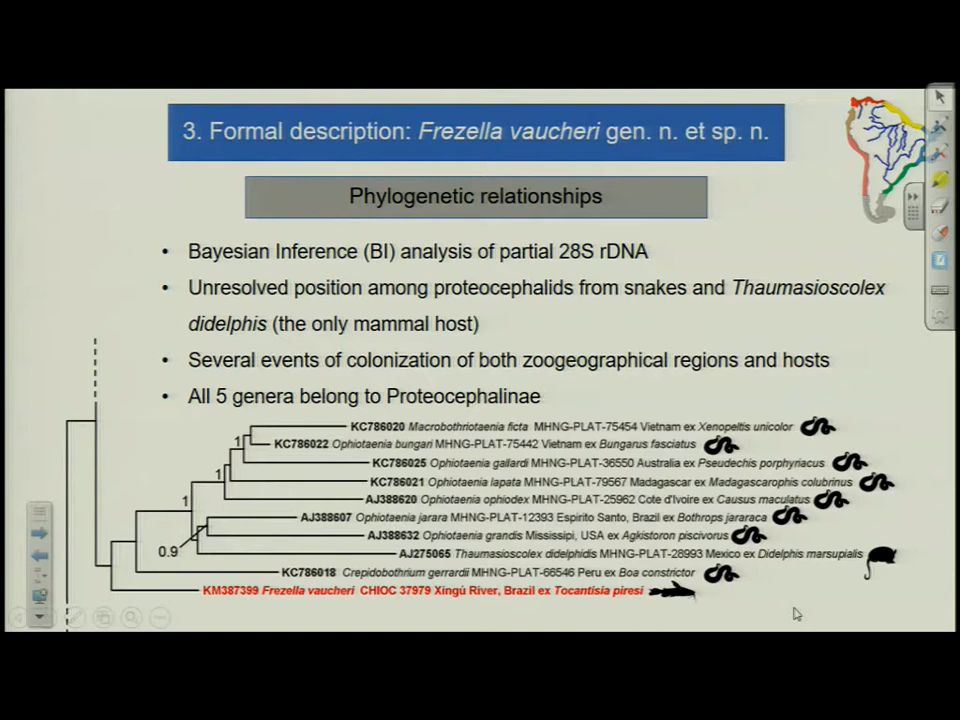 3. Formal description: Frezella vaucheri gen. n. et sp. n.
Phylogenetic relationships
• Bayesian Inference (BI) analysis of partial 28S rDNA
• Unresolved position among proteocephalids from snakes and Thaumasioscolex
didelphis (the only mammal host)
• Several events of colonization of both zoogeographical regions and hosts
• All 5 genera belong to Proteocephalinae
KC786020 Macrobothriotaenia ficta MHNG-PLAT-75454 Vietnam ex Xenopeltis unicolor
1
KC786022 Ophiotaenia bungari MHNG-PLAT-75442 Vietnam ex Bungarus fasciatus
KC786025 Ophiotaenia gallardi MHNG-PLAT-36550 Australia ex Pseudechis porphyriacus
1
KC786021 Ophiotaenia lapata MHNG-PLAT-79567 Madagascar ex Madagascarophis colubrinus
1
AJ388620 Ophiotaenia ophiodex MHNG-PLAT-25962 Cote d'Ivoire ex Causus maculatus
AJ388607 Ophiotaenia jarara MHNG-PLAT-12393 Espirito Santo, Brazil ex Bothrops jararaca
AJ388632 Ophiotaenia grandis Mississipi, USA ex Agkistoron piscivorus
0.9
AJ275065 Thaumasioscolex didelphidis MHNG-PLAT-28993 Mexico ex Didelphis marsupialis
KC786018 Crepidobothrium gerrardii MHNG-PLAT-66546 Peru ex Boa constrictor
KM387399 Frezella vaucheri CHIOC 37979 Xingú River, Brazil ex Tocantisia piresi